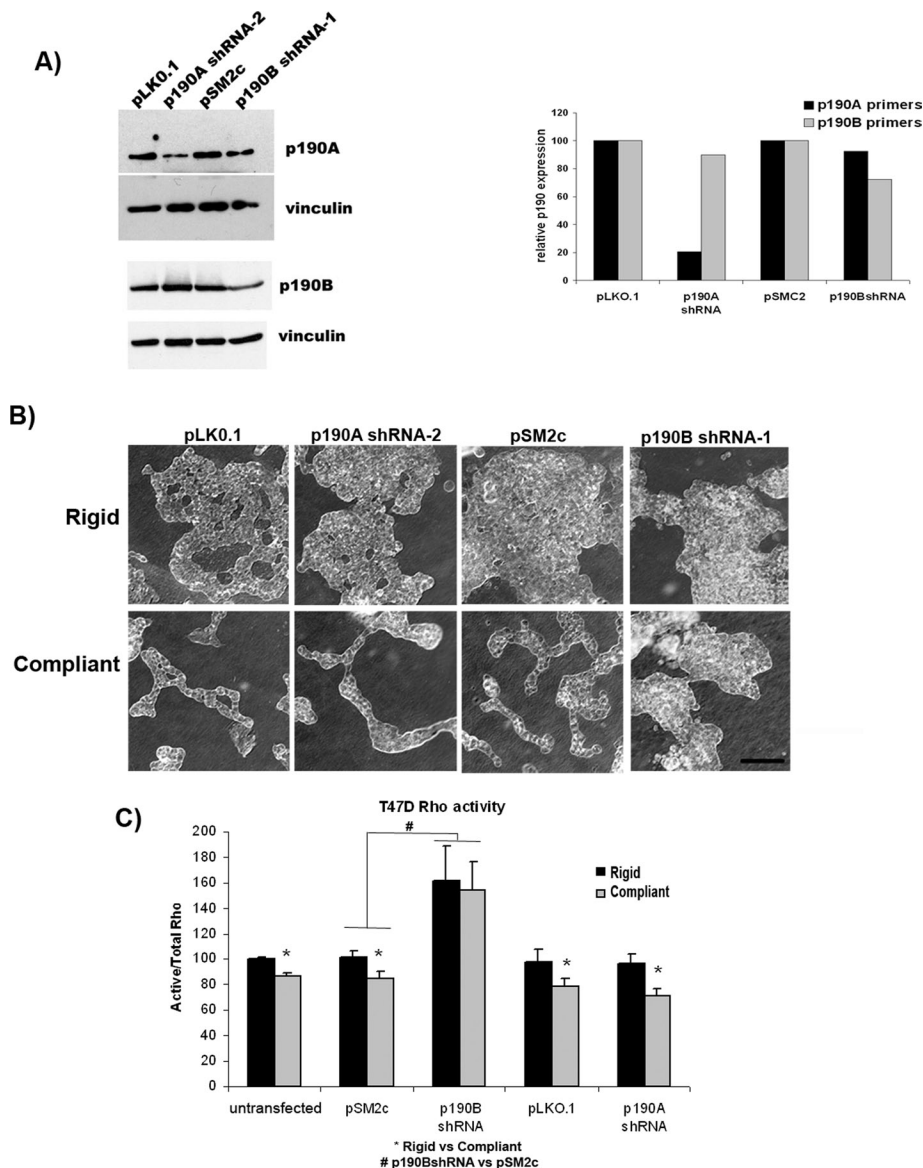 A)
pLK0.1
p190A shRNA-2
pSM2c
p190B shRNA-1
p190A
vinculin
p190B
vinculin
p190A primers
p190B primers
relative p190 expression
120
100
80
60
40
20
0
pLKO.1
p190A
shRNA
pSMC2
p190BshRNA
B)
pLK0.1
p190A shRNA-2
pSM2c
p190B shRNA-1
Rigid
Compliant
C)
T47D Rho activity
#
Rigid
Compliant
Active/Total Rho
200
180
160
140
120
100
80
60
40
20
0
*
*
*
*
untransfected
pSM2c
p190B
shRNA
pLKO.1
p190A
shRNA
* Rigid vs Compliant
# p190BshRNA vs pSM2c